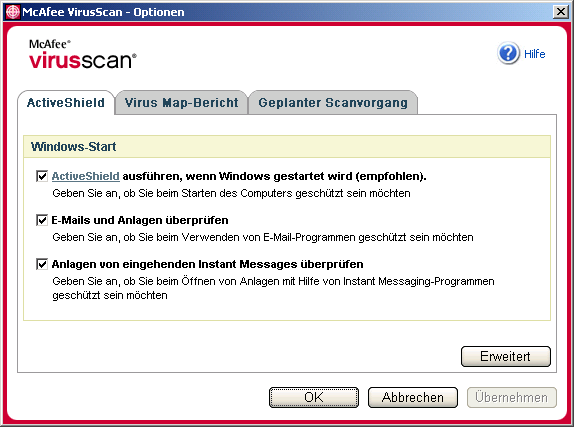 McAfee VirusScan - Optionen
McAfee®
virusscan®
Hilfe
ActiveShield
Virus Map-Bericht
Geplanter Scanvorgang
Windows-Start
ActiveShield ausführen, wenn Windows gestartet wird (empfohlen).
Geben Sie an, ob Sie beim Starten des Computers geschützt sein möchten
E-Mails und Anlagen überprüfen
Geben Sie an, ob Sie beim Verwenden von E-Mail-Programmen geschützt sein möchten
Anlagen von eingehenden Instant Messages überprüfen
Geben Sie an, ob Sie beim Öffnen von Anlagen mit Hilfe von Instant Messaging-Programmen
geschützt sein möchten
Erweitert
OK
Abbrechen
Übernehmen